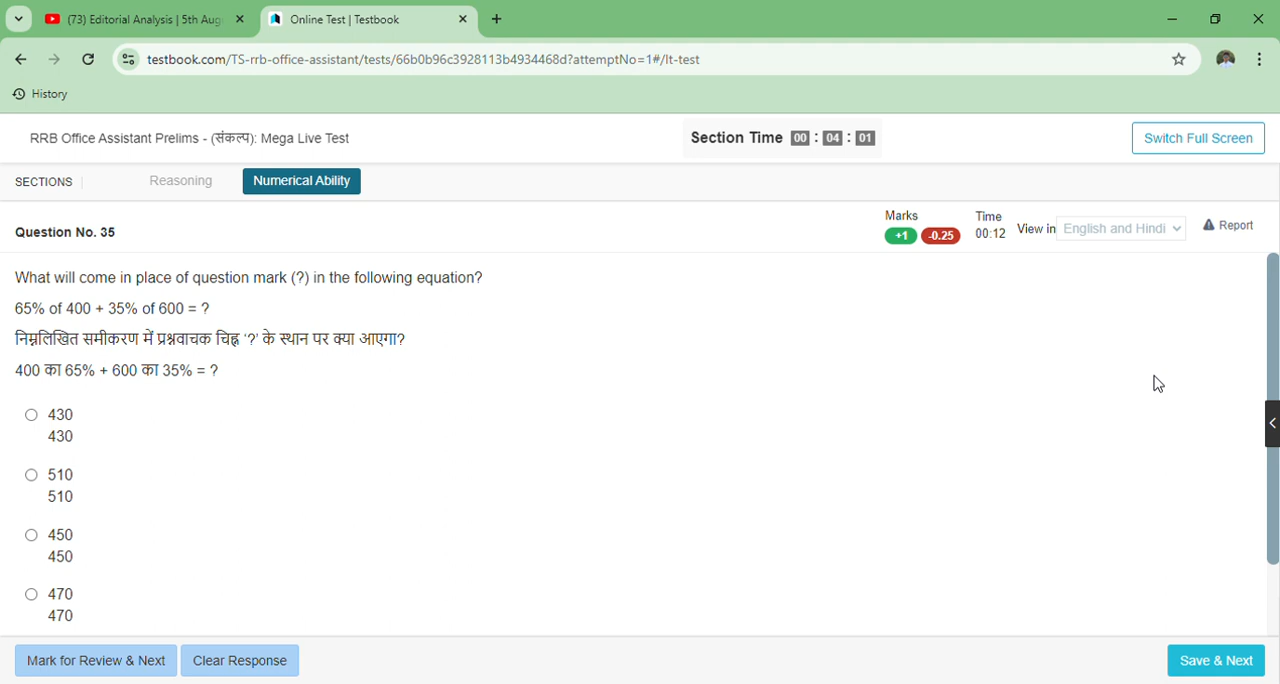 (73) Editorial Analysis | 5th Aug
Online Test | Testbook
testbook.com/TS-rrb-office-assistant/tests/66b0b96c3928113b4934468d?attemptNo=1#/lt-test
History
RRB Office Assistant Prelims - (संकल्प): Mega Live Test
Section Time 00 : 04 : 01
Switch Full Screen
SECTIONS
Reasoning
Numerical Ability
Question No. 35
Marks
+1 -0.25
Time
00:12
View in English and Hindi
Report
What will come in place of question mark (?) in the following equation?
65% of 400 + 35% of 600 = ?
निम्नलिखित समीकरण में प्रश्नवाचक चिह्न '?' के स्थान पर क्या आएगा?
400 का 65% + 600 का 35% = ?
430
430
510
510
450
450
470
470
Mark for Review & Next
Clear Response
Save & Next